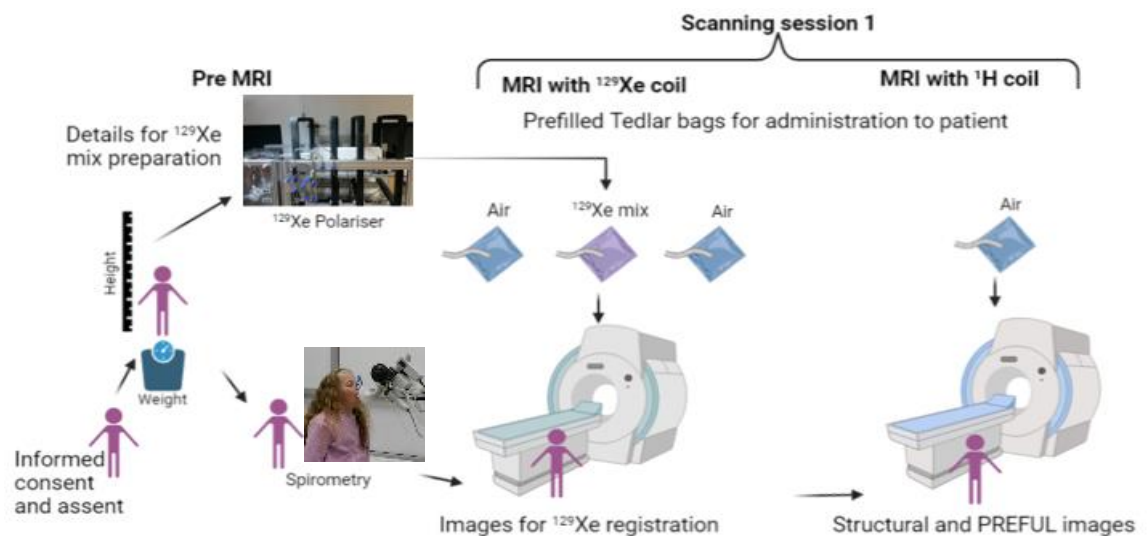 Scanning session 1
Pre MRI
MRI with ¹²⁹Xe coil
MRI with ¹H coil
Details for ¹²⁹Xe
mix preparation
Prefilled Tedlar bags for administration to patient
¹²⁹Xe Polariser
Air
¹²⁹Xe mix
Air
Air
Height
Weight
Informed
consent
and assent
Spirometry
Images for ¹²⁹Xe registration
Structural and PREFUL images